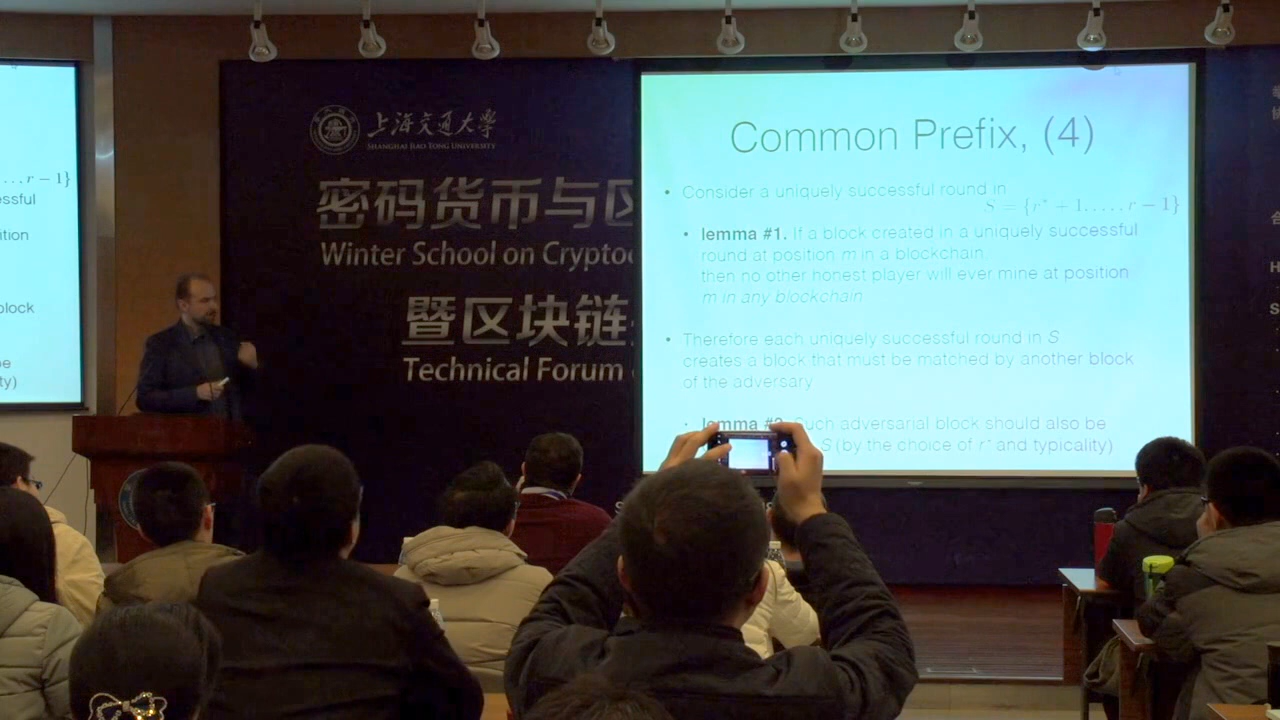 . . . , r − 1}
ssful
ition
block
be
ty)
上海交通大学
SHANGHAI JIAO TONG UNIVERSITY
密码货币与区
Winter School on Cryptoc
暨区块链
Technical Forum
Common Prefix, (4)
• Consider a uniquely successful round in
S = {r* + 1, . . . , r − 1}
• lemma #1. If a block created in a uniquely successful
round at position m in a blockchain,
then no other honest player will ever mine at position
m in any blockchain
• Therefore each uniquely successful round in S
creates a block that must be matched by another block
of the adversary
• lemma #2. Such adversarial block should also be
S (by the choice of r* and typicality)